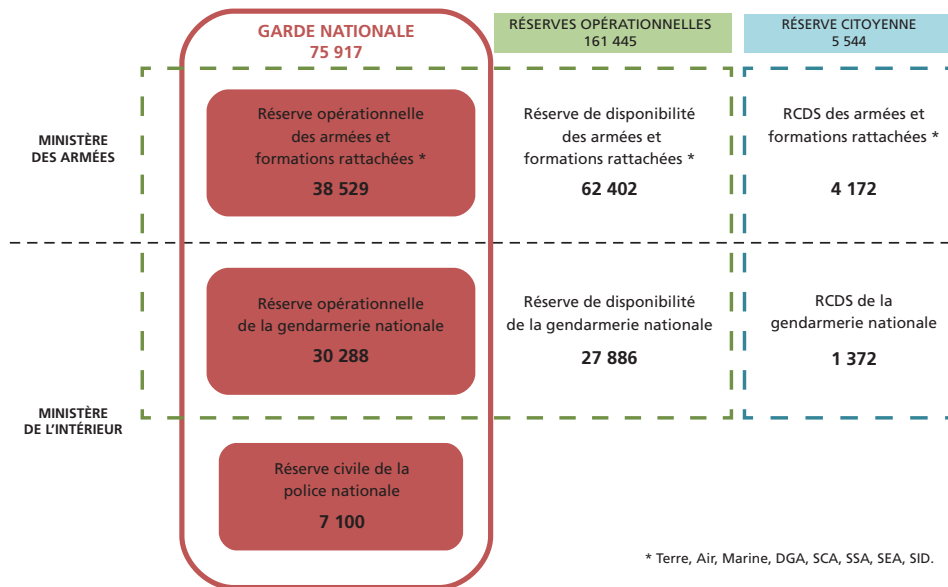 GARDE NATIONALE
75 917
RÉSERVES OPÉRATIONNELLES
161 445
RÉSERVE CITOYENNE
5 544
MINISTÈRE
DES ARMÉES
Réserve opérationnelle
des armées et
formations rattachées *
38 529
Réserve de disponibilité
des armées et
formations rattachées *
62 402
RCDS des armées et
formations rattachées *
4 172
Réserve opérationnelle
de la gendarmerie nationale
30 288
Réserve de disponibilité
de la gendarmerie nationale
27 886
RCDS de la
gendarmerie nationale
1 372
MINISTÈRE
DE L’INTÉRIEUR
Réserve civile de la
police nationale
7 100
* Terre, Air, Marine, DGA, SCA, SSA, SEA, SID.